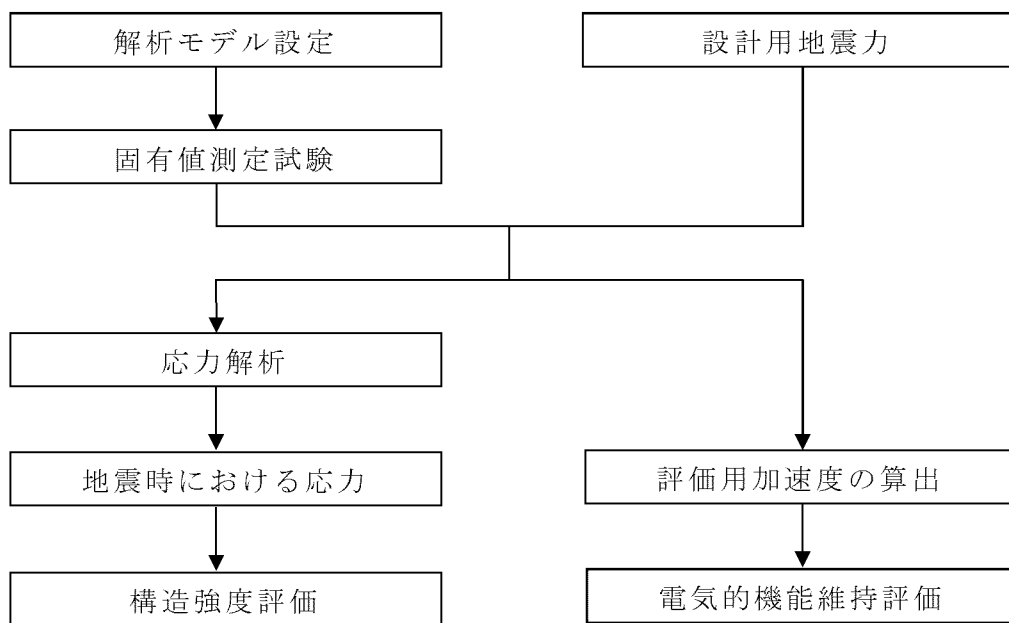 解析モデル設定
設計用地震力
固有値測定試験
応力解析
地震時における応力
評価用加速度の算出
構造強度評価
電気的機能維持評価